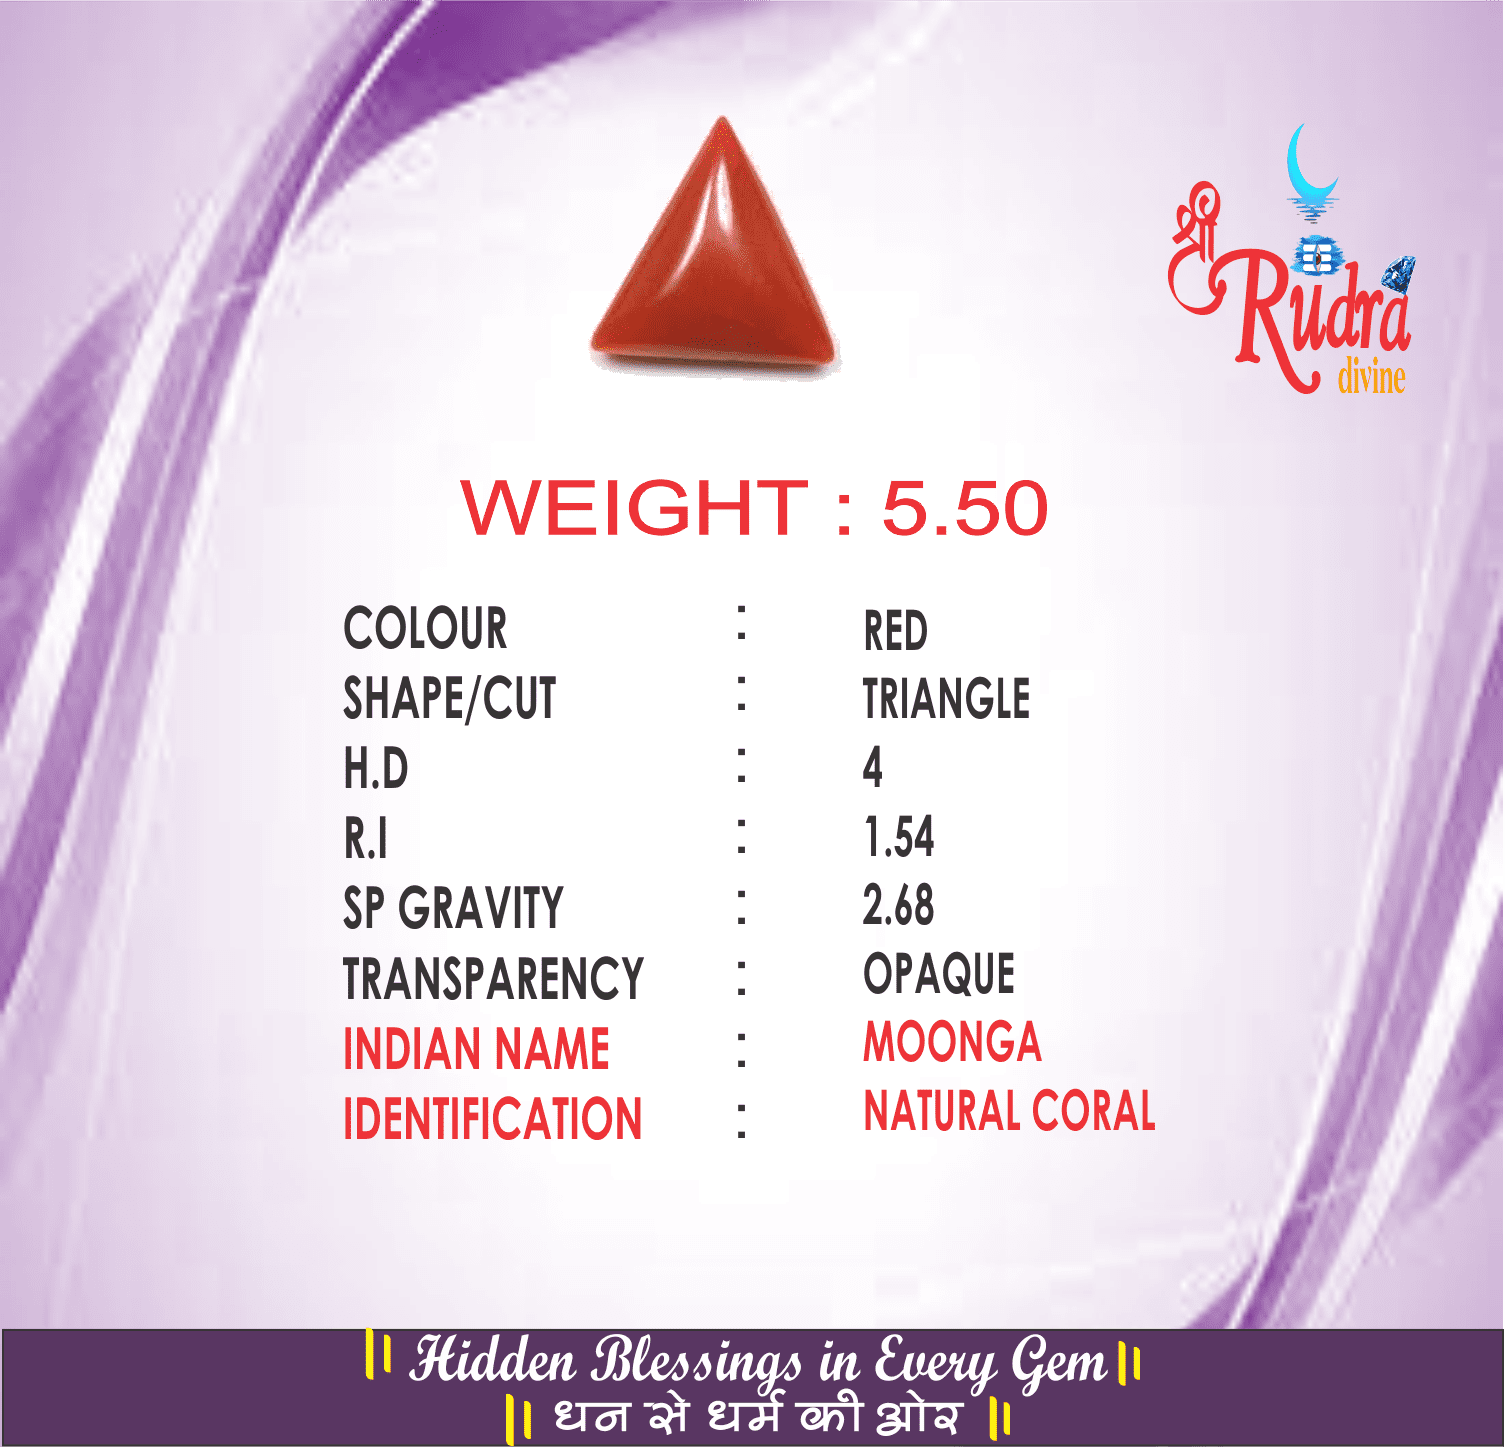 श्री
Rudra
divine
WEIGHT : 5.50
COLOUR : RED
SHAPE/CUT : TRIANGLE
H.D : 4
R.I : 1.54
SP GRAVITY : 2.68
TRANSPARENCY : OPAQUE
INDIAN NAME : MOONGA
IDENTIFICATION : NATURAL CORAL
|| Hidden Blessings in Every Gem ||
|| धन से धर्म की ओर ||